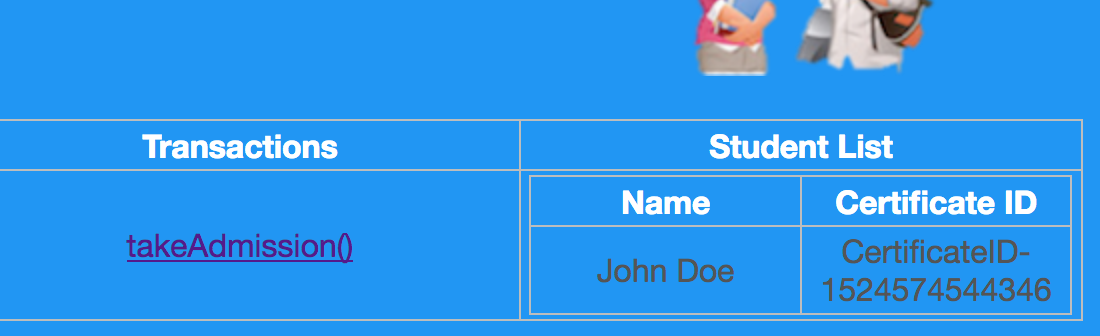 Transactions
Student List
Name
Certificate ID
takeAdmission()
John Doe
CertificateID-
1524574544346